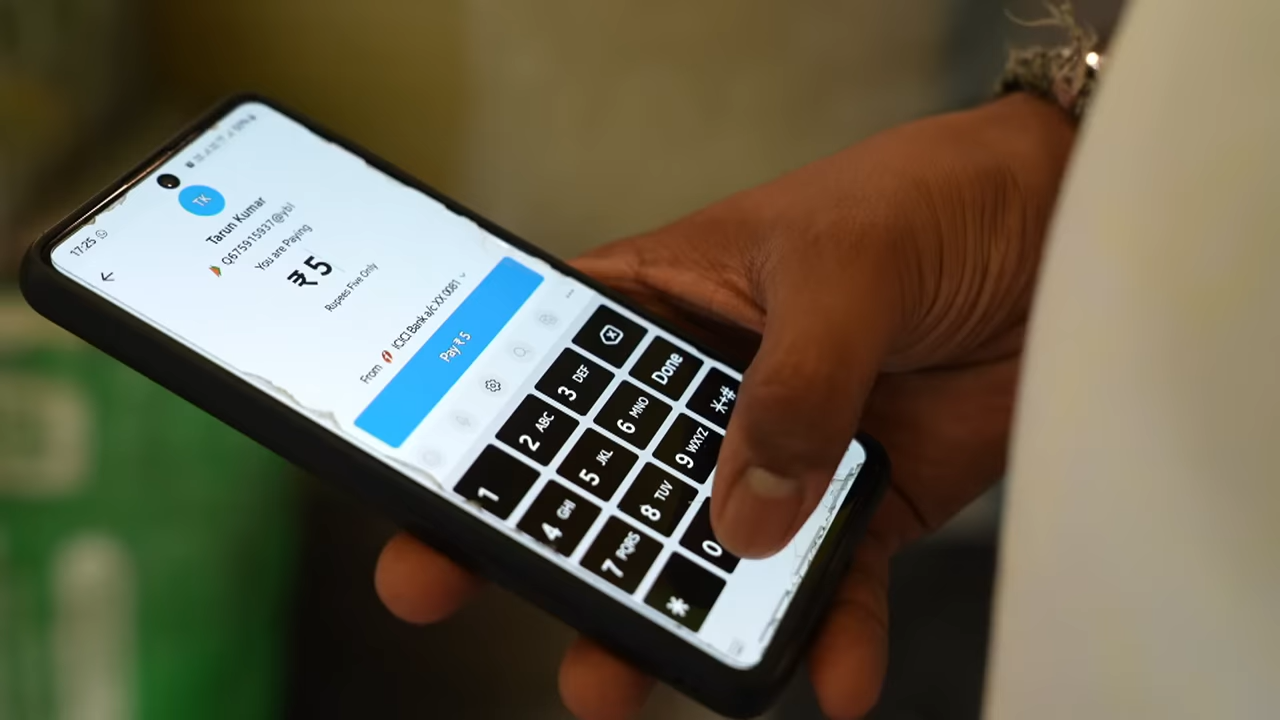 17:25
TK
Tarun Kumar
Q675915937@ybl
You are Paying
₹5
Rupees Five Only
From ICICI Bank a/c XX 0081
Pay ₹5
1 2 ABC 3 DEF
4 GHI 5 JKL 6 MNO Done
7 PQRS 8 TUV 9 WXYZ *+#
* 0